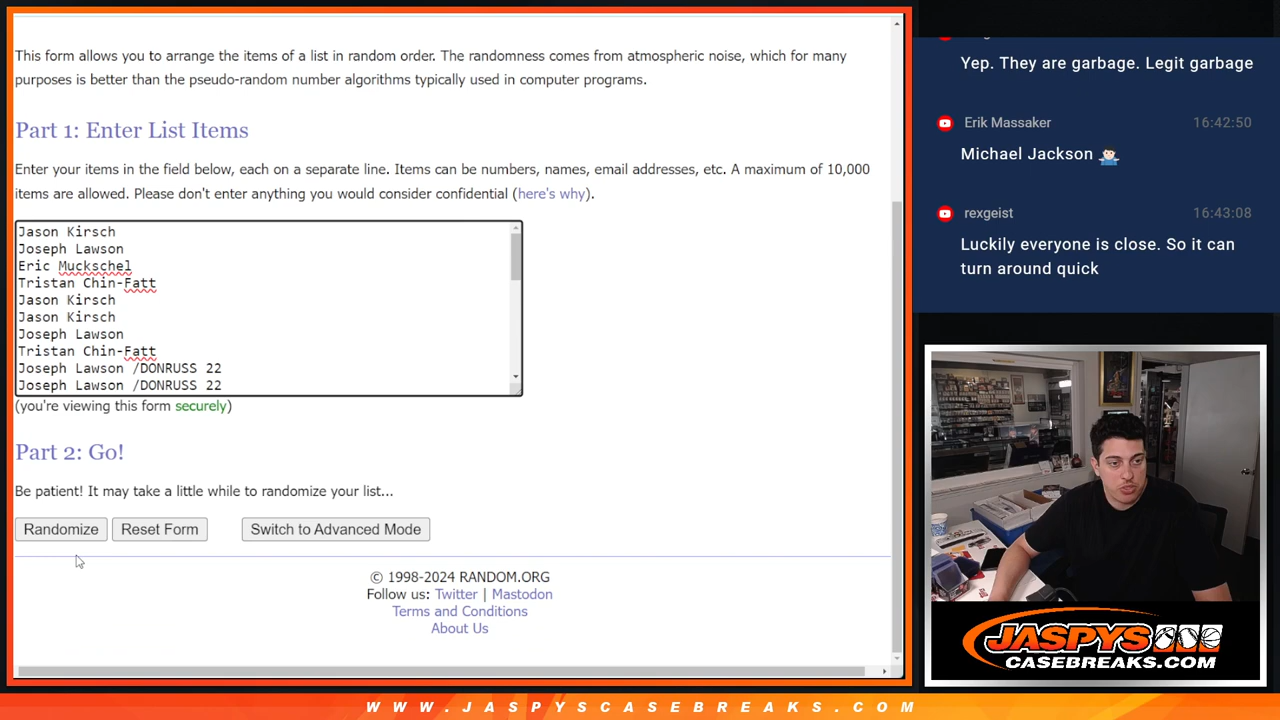 This form allows you to arrange the items of a list in random order. The randomness comes from atmospheric noise, which for many
purposes is better than the pseudo-random number algorithms typically used in computer programs.
Part 1: Enter List Items
Enter your items in the field below, each on a separate line. Items can be numbers, names, email addresses, etc. A maximum of 10,000
items are allowed. Please don't enter anything you would consider confidential (here's why).
Jason Kirsch
Joseph Lawson
Eric Muckschel
Tristan Chin-Fatt
Jason Kirsch
Jason Kirsch
Joseph Lawson
Tristan Chin-Fatt
Joseph Lawson /DONRUSS 22
Joseph Lawson /DONRUSS 22
(you're viewing this form securely)
Part 2: Go!
Be patient! It may take a little while to randomize your list...
Randomize Reset Form Switch to Advanced Mode
© 1998-2024 RANDOM.ORG
Follow us: Twitter | Mastodon
Terms and Conditions
About Us
Yep. They are garbage. Legit garbage
Erik Massaker 16:42:50
Michael Jackson 🤷🏻‍♂️
rexgeist 16:43:08
Luckily everyone is close. So it can
turn around quick
JASPYS
CASEBREAKS.COM
WWW.JASPYSCASEBREAKS.COM